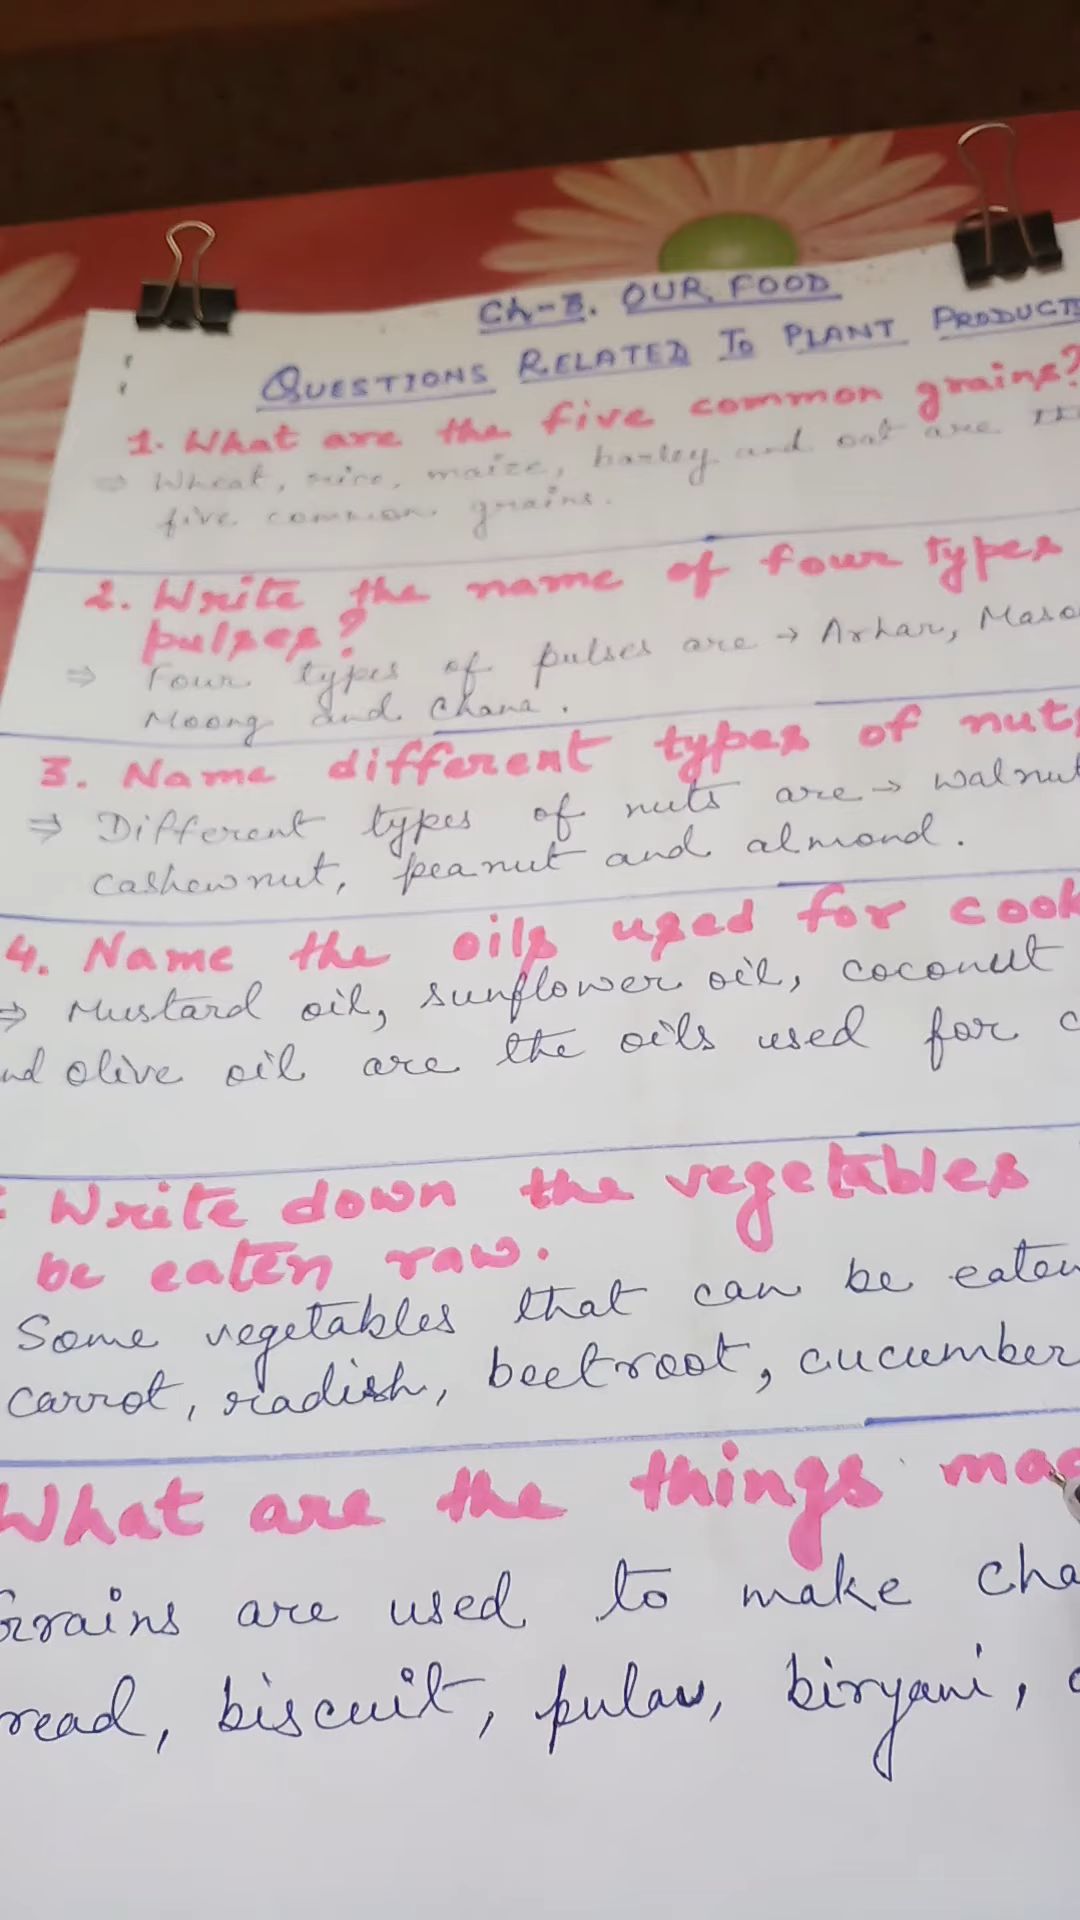 OUR FOOD
QUESTIONS RELATED TO PLANT PRODUCTS
1. What are the five common grains?
⇒ Wheat, rice, maize, barley and oat are the
five common grains.
2. Write the name of four types
pulses?
⇒ Four types of pulses are → Arhar,
Moong and Chana.
3. Name different types of nuts
⇒ Different types of nuts are → walnut
cashewnut, peanut and almond.
4. Name the oils used for cook
⇒ Mustard oil, sunflower oil, coconut
nd olive oil are the oils used for c
Write down the vegetables
be eaten raw.
Some vegetables that can be eaten
carrot, radish, beetroot, cucumber
What are the things ma
Grains are used to make cha
read, biscuit, pulav, biryani,